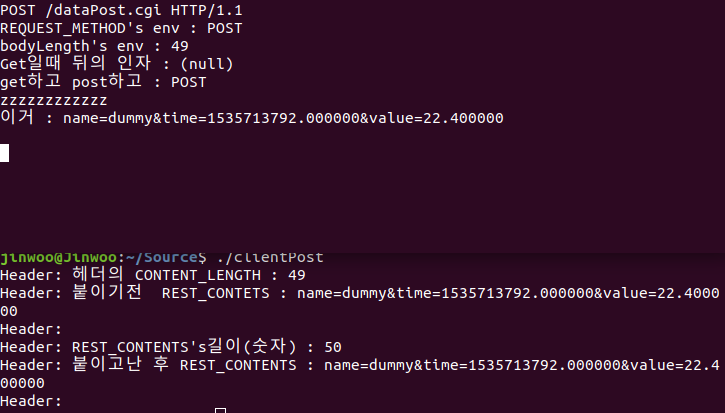 POST /dataPost.cgi HTTP/1.1
REQUEST_METHOD's env : POST
bodyLength's env : 49
Get일때 뒤의 인자 : (null)
get하고 post하고 : POST
zzzzzzzzzzzz
이거 : name=dummy&time=1535713792.000000&value=22.400000
jinwoo@Jinwoo:~/Source$ ./clientPost
Header: 헤더의 CONTENT_LENGTH : 49
Header: 붙이기전  REST_CONTETS : name=dummy&time=1535713792.000000&value=22.40000
00
Header:
Header: REST_CONTENTS's길이(숫자) : 50
Header: 붙이고난 후 REST_CONTENTS : name=dummy&time=1535713792.000000&value=22.4
00000
Header: